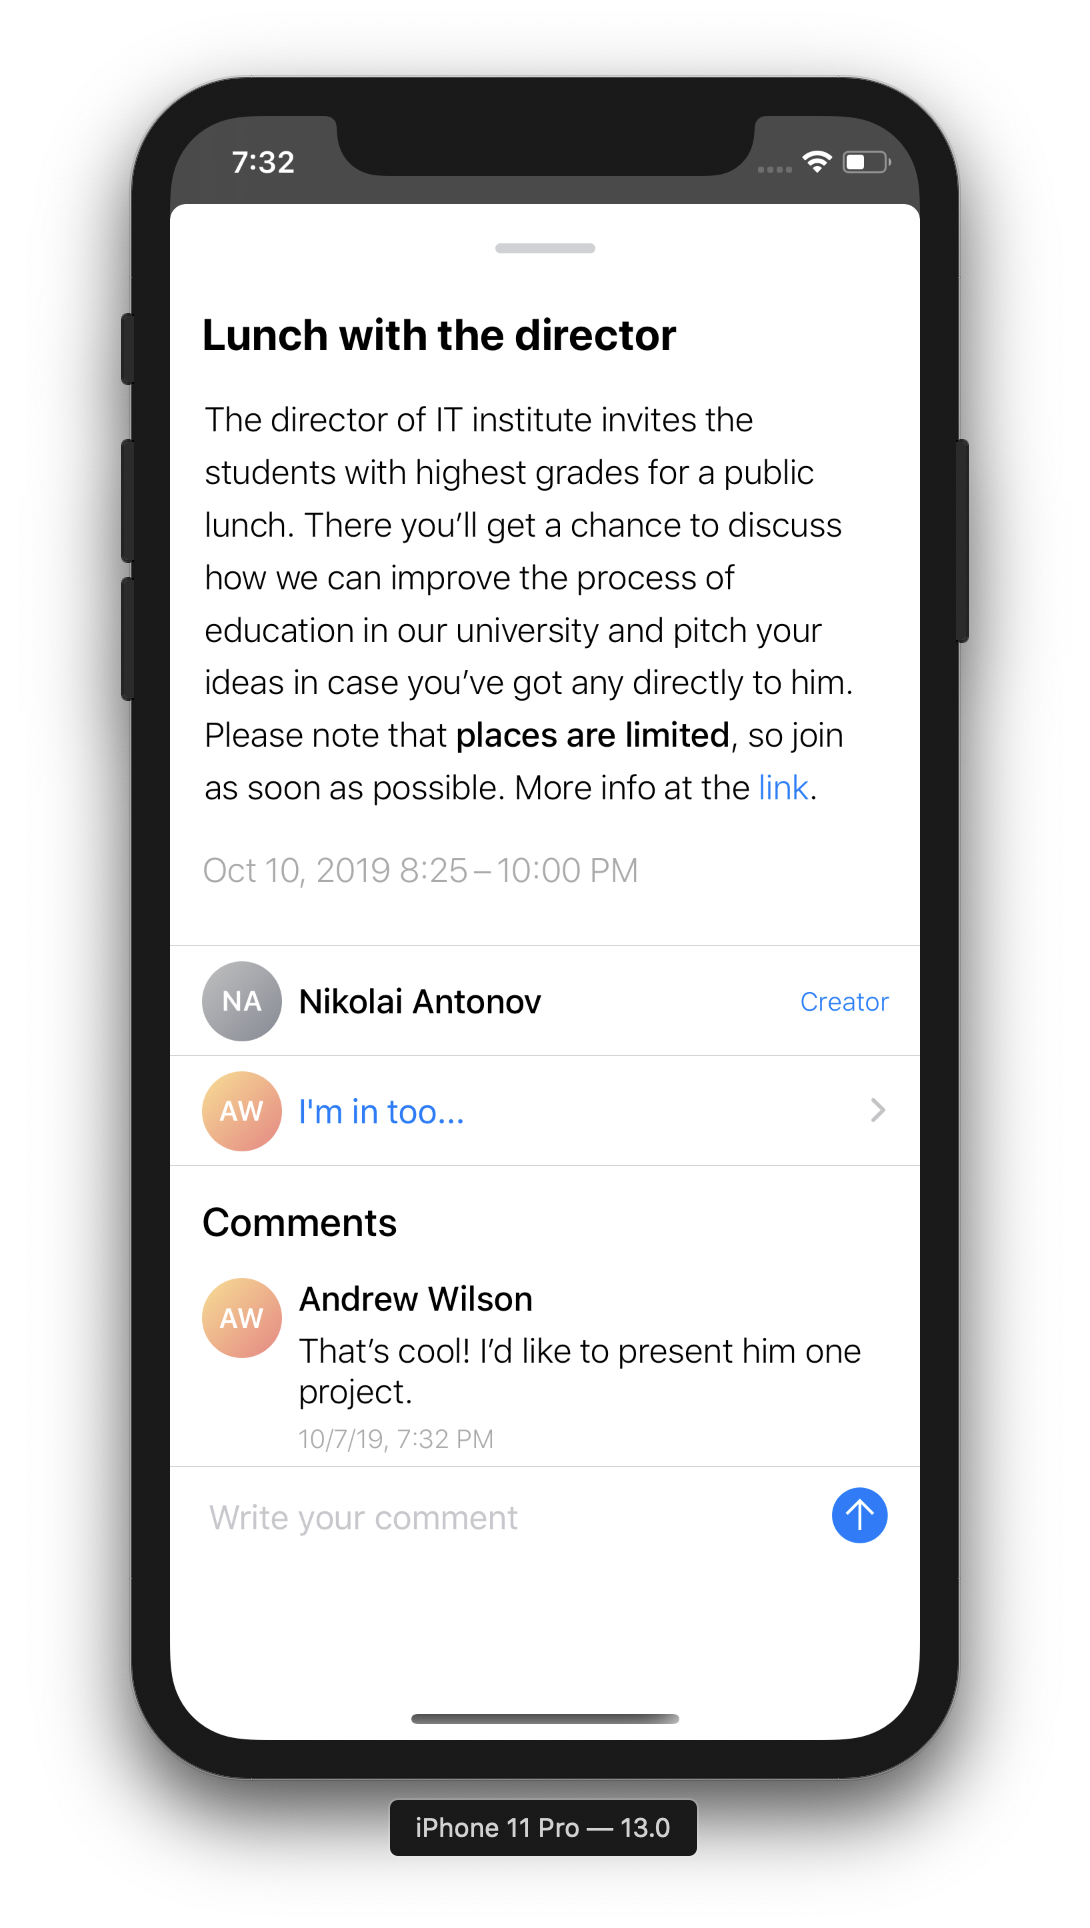 7:32
Lunch with the director
The director of IT institute invites the
students with highest grades for a public
lunch. There you’ll get a chance to discuss
how we can improve the process of
education in our university and pitch your
ideas in case you’ve got any directly to him.
Please note that places are limited, so join
as soon as possible. More info at the link.
Oct 10, 2019 8:25 – 10:00 PM
NA Nikolai Antonov Creator
AW I'm in too...
Comments
AW Andrew Wilson
That’s cool! I’d like to present him one
project.
10/7/19, 7:32 PM
Write your comment
iPhone 11 Pro — 13.0